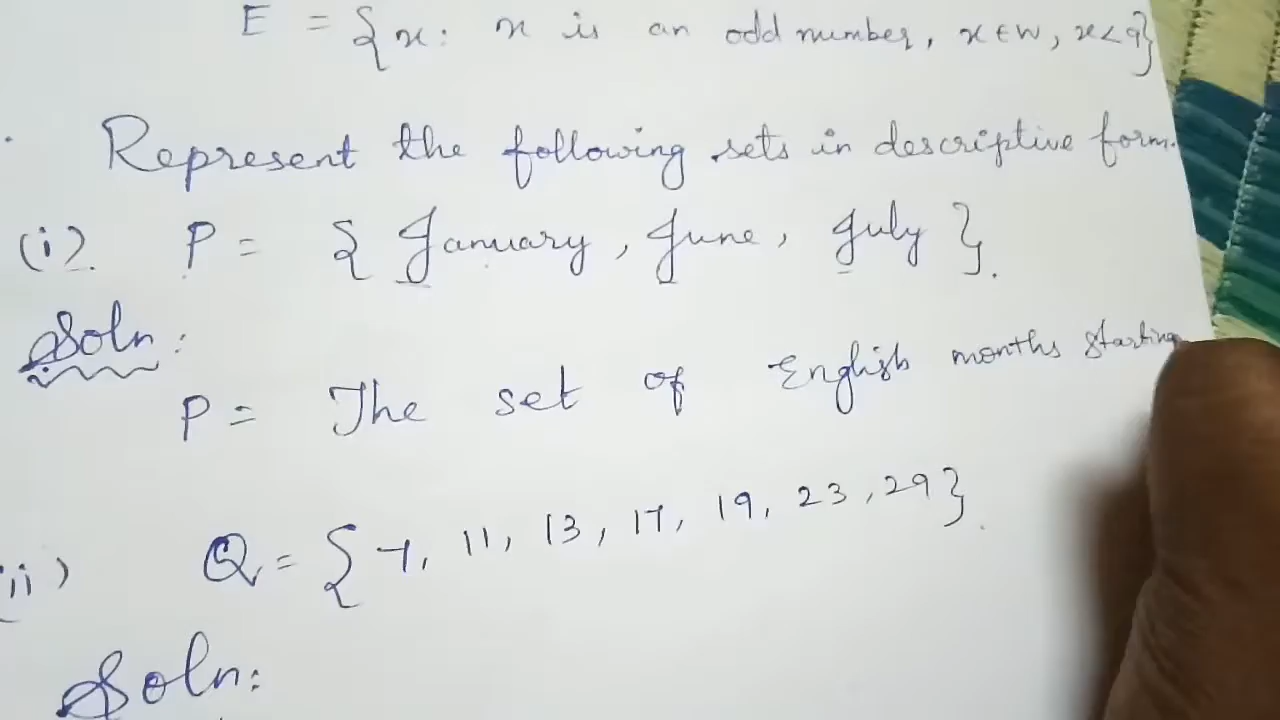 E = {x: x is an odd number, x ∈ W, x < 9}
Represent the following sets in descriptive form.
(i). P = { January, June, July }.
Soln:
P = The set of English months starting
(ii) Q = { 7, 11, 13, 17, 19, 23, 29}.
Soln: